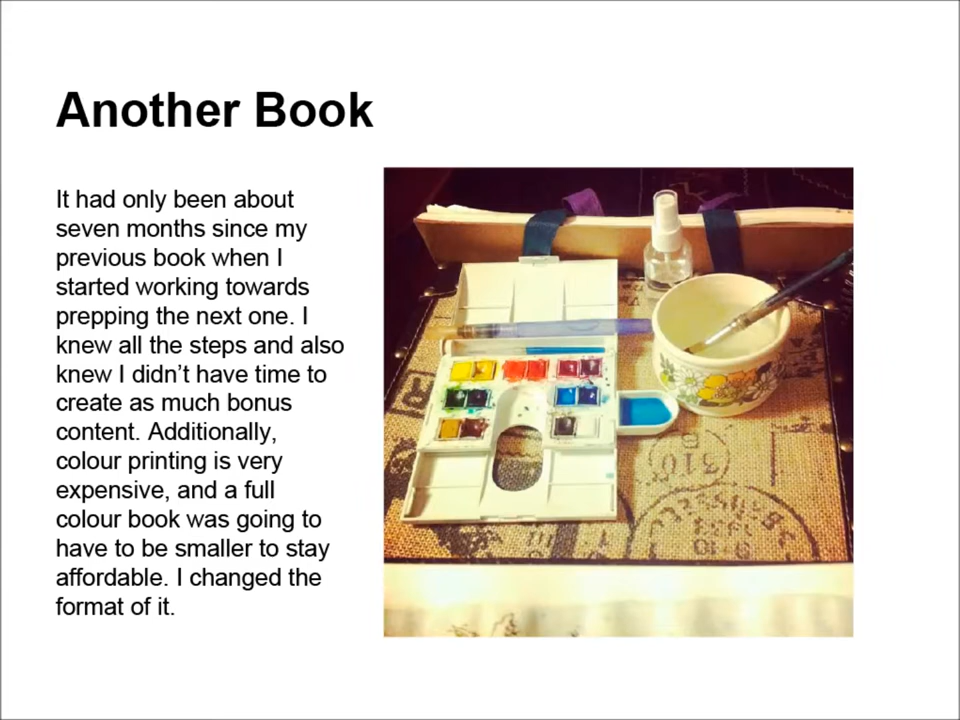 Another Book
It had only been about
seven months since my
previous book when I
started working towards
prepping the next one. I
knew all the steps and also
knew I didn’t have time to
create as much bonus
content. Additionally,
colour printing is very
expensive, and a full
colour book was going to
have to be smaller to stay
affordable. I changed the
format of it.
310